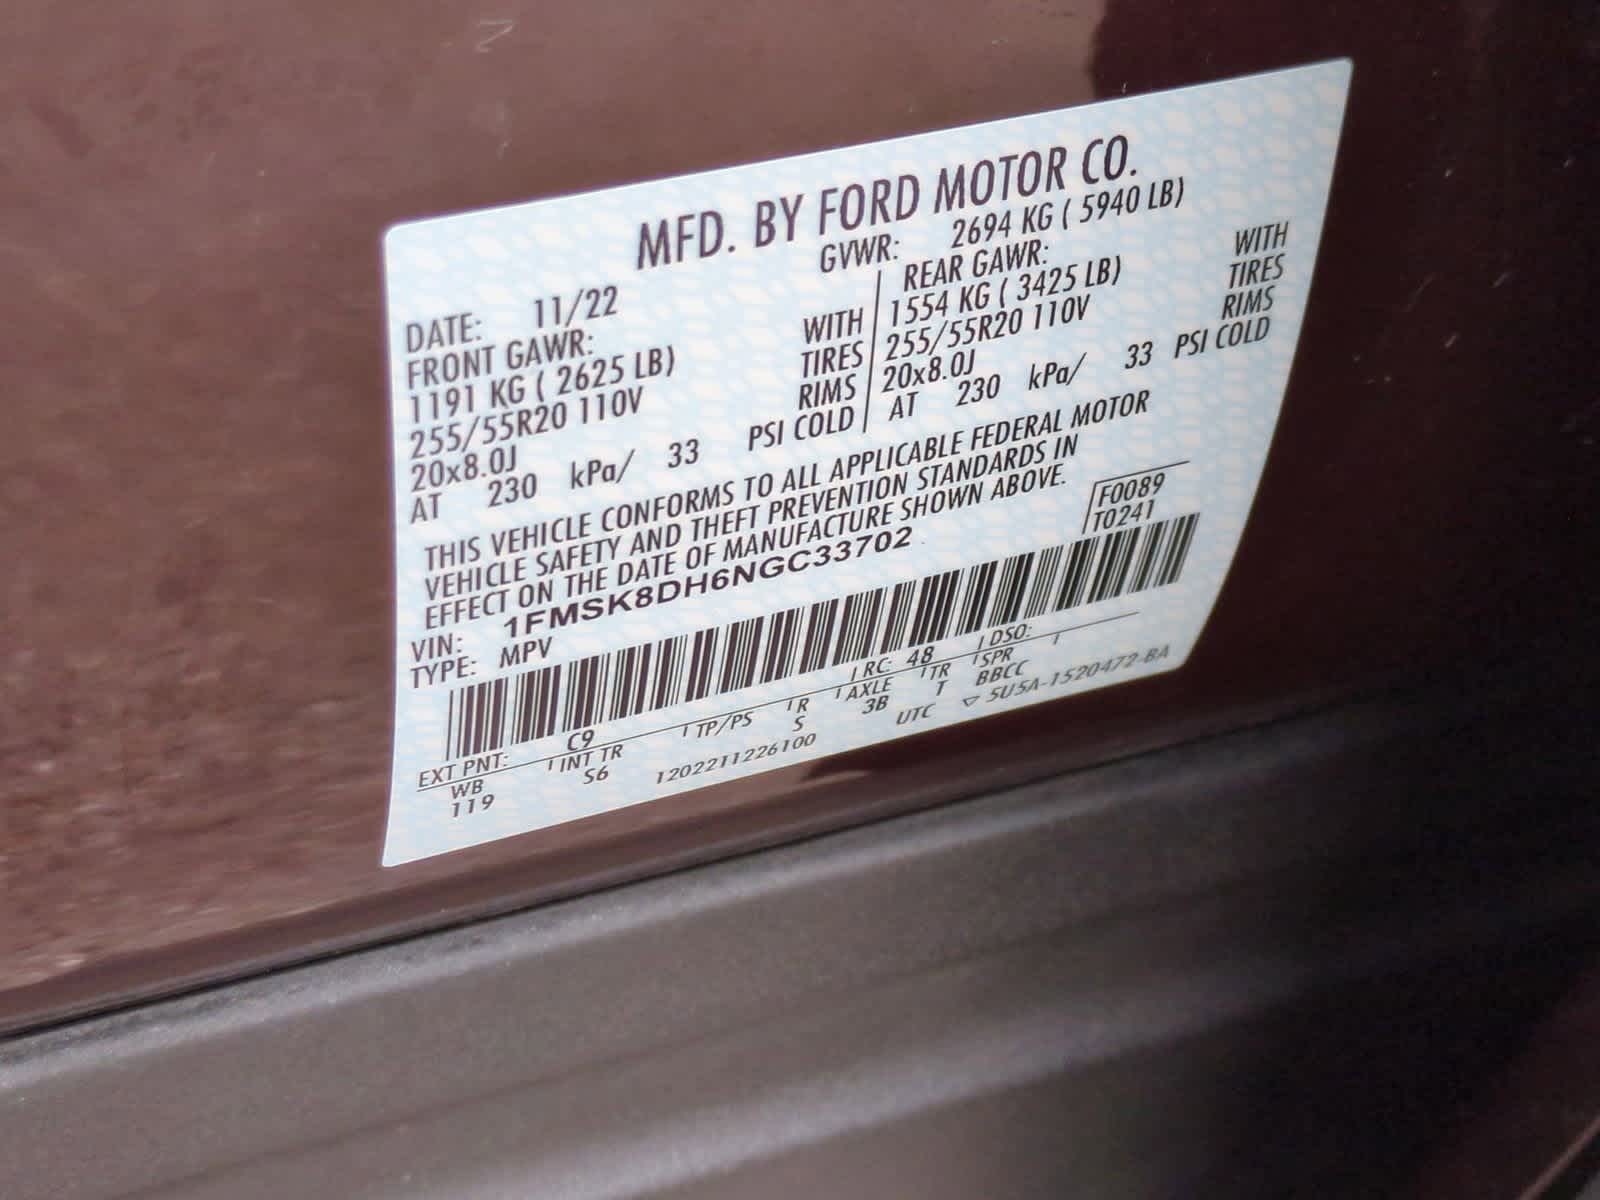 MFD. BY FORD MOTOR CO.
DATE: 11/22 GVWR: 2694 KG ( 5940 LB)
FRONT GAWR: REAR GAWR:
1191 KG ( 2625 LB) WITH 1554 KG ( 3425 LB) WITH
255/55R20 110V TIRES 255/55R20 110V TIRES
20x8.0J RIMS 20x8.0J RIMS
AT 230 kPa/ 33 PSI COLD AT 230 kPa/ 33 PSI COLD
THIS VEHICLE CONFORMS TO ALL APPLICABLE FEDERAL MOTOR
VEHICLE SAFETY AND THEFT PREVENTION STANDARDS IN
EFFECT ON THE DATE OF MANUFACTURE SHOWN ABOVE.
F0089
T0241
VIN: 1FMSK8DH6NGC33702
TYPE: MPV
EXT PNT: C9 RC: 48 DSO:
WB INT TR TP/PS R AXLE TR SPR
119 S6 S 3B T BBCC
1202211226100 UTC ▽ 5U5A-1520472-BA